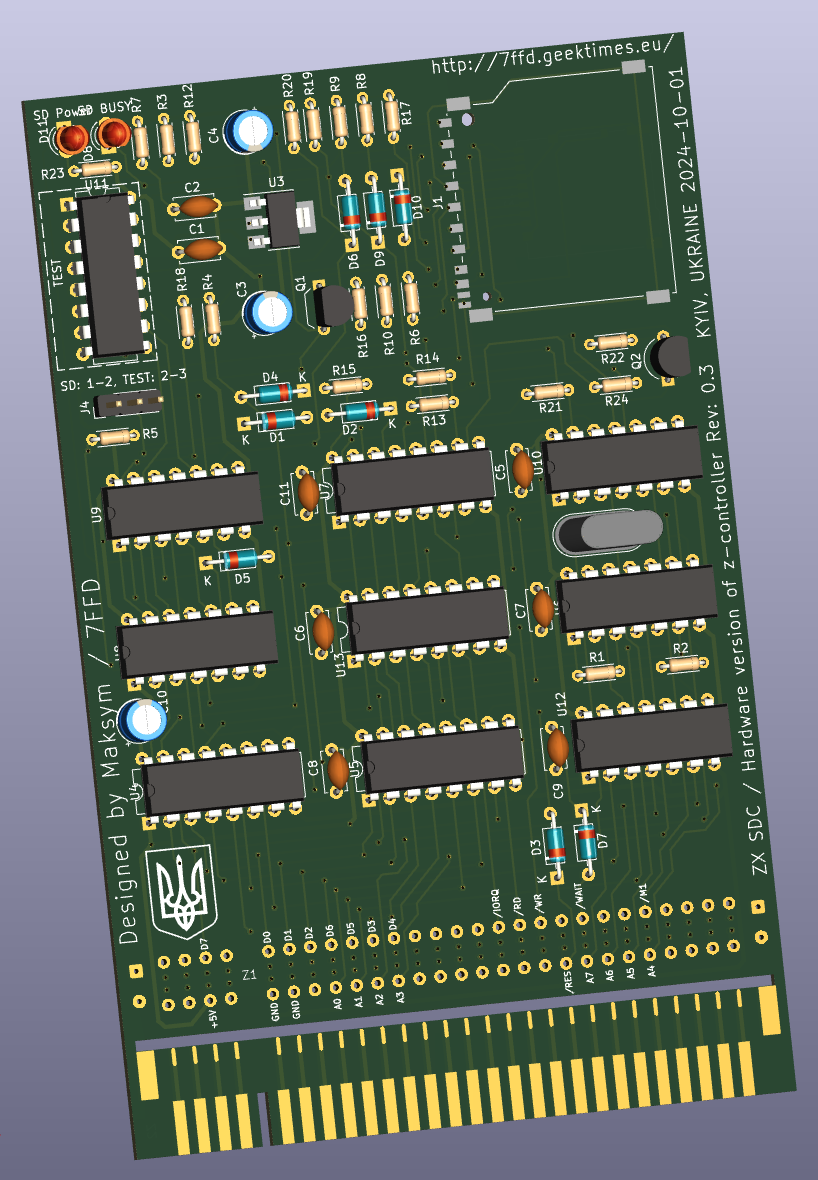 http://7ffd.geektimes.eu/
SD Power
SD BUSY
D11
D8
R7
R3
R12
C4
R20
R19
R9
R8
R17
R23
U11
TEST
C2
C1
U3
D6
D9
D10
J1
R18
R4
C3
Q1
R16
R10
R6
KYIV, UKRAINE 2024-10-01
SD: 1-2, TEST: 2-3
J4
R5
D4
K
K
D1
R15
D2
K
R14
R13
R22
Q2
R21
R24
U9
C11
U7
C5
U10
K
D5
C6
U13
C7
C10
R1
R2
U12
U4
C8
U5
C9
D3
K
D7
K
Designed by Maksym / 7FFD
ZX SDC / Hardware version of z-controller Rev: 0.3
D7
Z1
D0
D1
D2
D6
D5
D3
D4
/IORQ
/RD
/WR
/WAIT
/M1
+5V
GND
GND
A0
A1
A2
A3
/RES
A7
A6
A5
A4